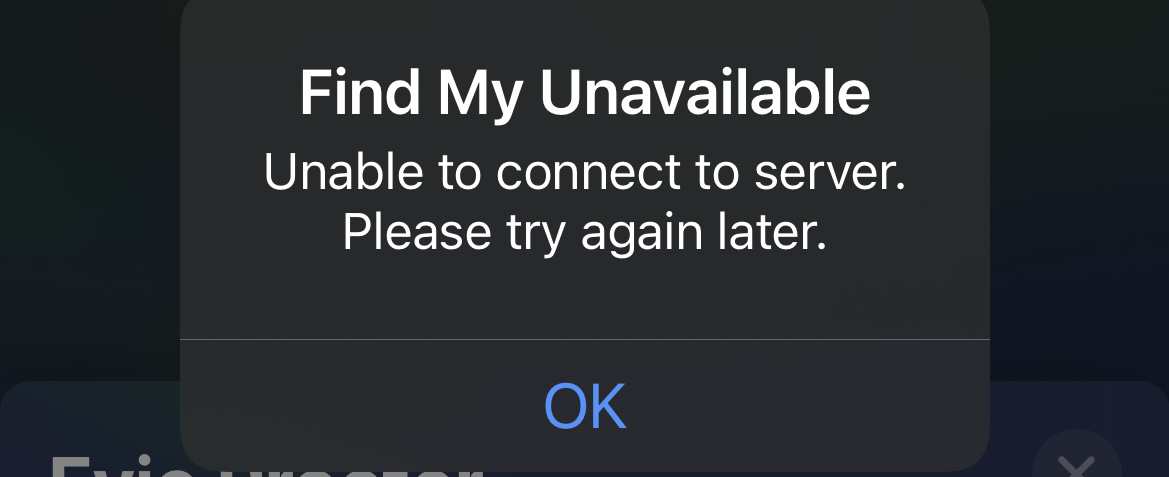 Find My Unavailable
Unable to connect to server.
Please try again later.
OK